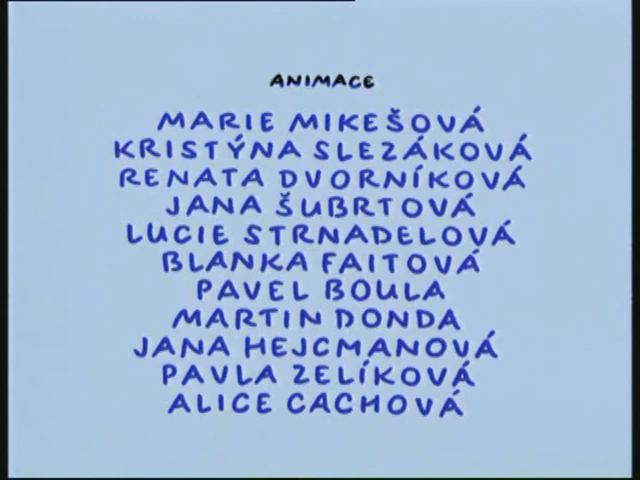 ANIMACE
MARIE MIKEŠOVÁ
KRISTÝNA SLEZÁKOVÁ
RENATA DVORNÍKOVÁ
JANA ŠUBRTOVÁ
LUCIE STRNADELOVÁ
BLANKA FAITOVÁ
PAVEL BOULA
MARTIN DONDA
JANA HEJCMANOVÁ
PAVLA ZELÍKOVÁ
ALICE CACHOVÁ